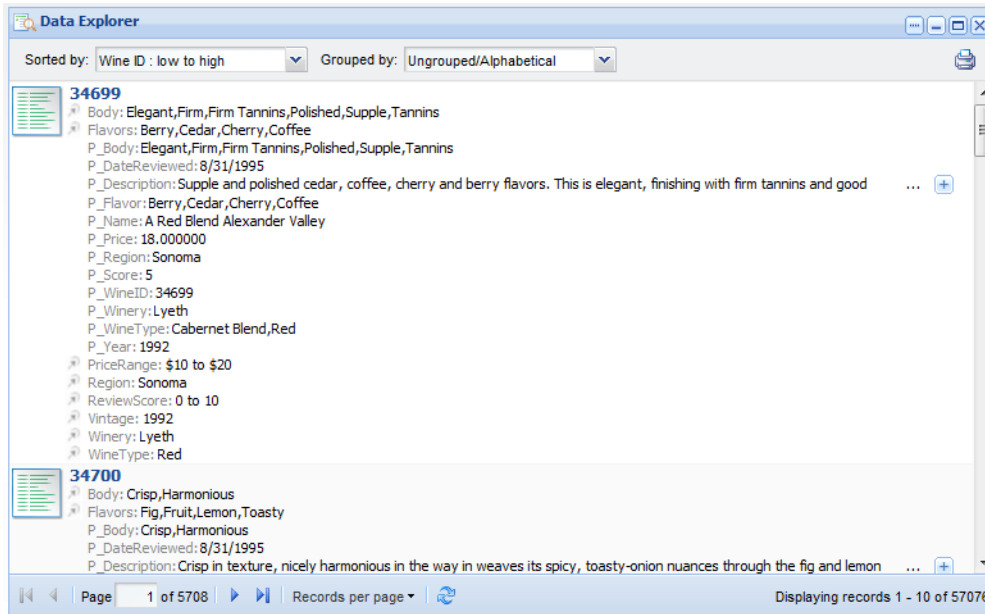 Data Explorer
Sorted by: Wine ID : low to high Grouped by: Ungrouped/Alphabetical
34699
Body: Elegant,Firm,Firm Tannins,Polished,Supple,Tannins
Flavors: Berry,Cedar,Cherry,Coffee
P_Body: Elegant,Firm,Firm Tannins,Polished,Supple,Tannins
P_DateReviewed: 8/31/1995
P_Description: Supple and polished cedar, coffee, cherry and berry flavors. This is elegant, finishing with firm tannins and good ...
P_Flavor: Berry,Cedar,Cherry,Coffee
P_Name: A Red Blend Alexander Valley
P_Price: 18.000000
P_Region: Sonoma
P_Score: 5
P_WineID: 34699
P_Winery: Lyeth
P_WineType: Cabernet Blend,Red
P_Year: 1992
PriceRange: $10 to $20
Region: Sonoma
ReviewScore: 0 to 10
Vintage: 1992
Winery: Lyeth
WineType: Red
34700
Body: Crisp,Harmonious
Flavors: Fig,Fruit,Lemon,Toasty
P_Body: Crisp,Harmonious
P_DateReviewed: 8/31/1995
P_Description: Crisp in texture, nicely harmonious in the way in weaves its spicy, toasty-onion nuances through the fig and lemon ...
Page 1 of 5708 Records per page Displaying records 1 - 10 of 57076